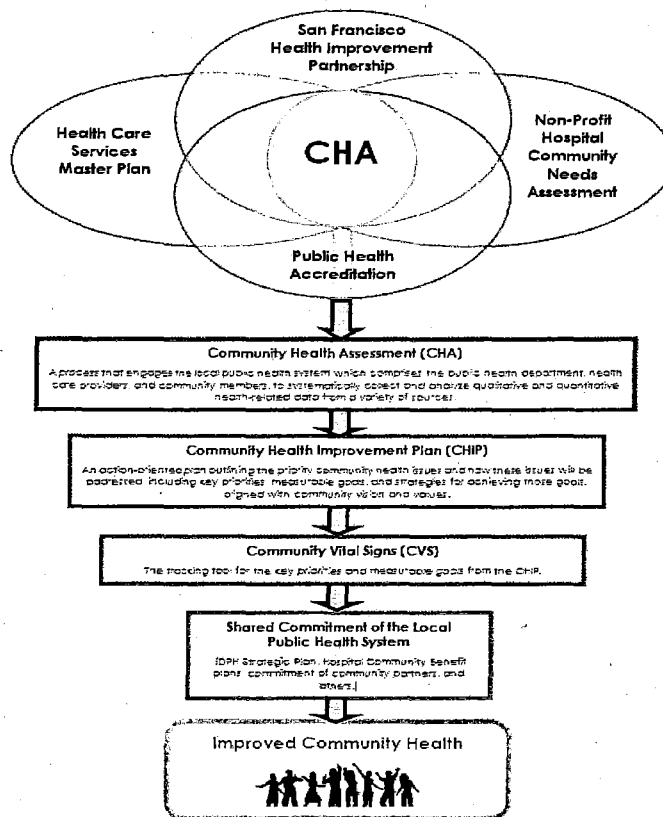 San Francisco
Health Improvement
Partnership
Health Care
Services
Master Plan
CHA
Non-Profit
Hospital
Community
Needs
Assessment
Public Health
Accreditation
Community Health Assessment (CHA)
A process that engages the local public health system which comprises the public health department, health
care providers, and community members, to systematically collect and analyze qualitative and quantitative
health-related data from a variety of sources.
Community Health Improvement Plan (CHIP)
An action-oriented plan outlining the priority community health issues and how these issues will be
addressed, including key priorities, measurable goals, and strategies for achieving those goals,
aligned with community vision and values.
Community Vital Signs (CVS)
The tracking tool for the key priorities and measurable goals from the CHIP.
Shared Commitment of the Local
Public Health System
[DPH Strategic Plan, Hospital Community Benefit
plans, commitment of community partners, and
others.]
Improved Community Health